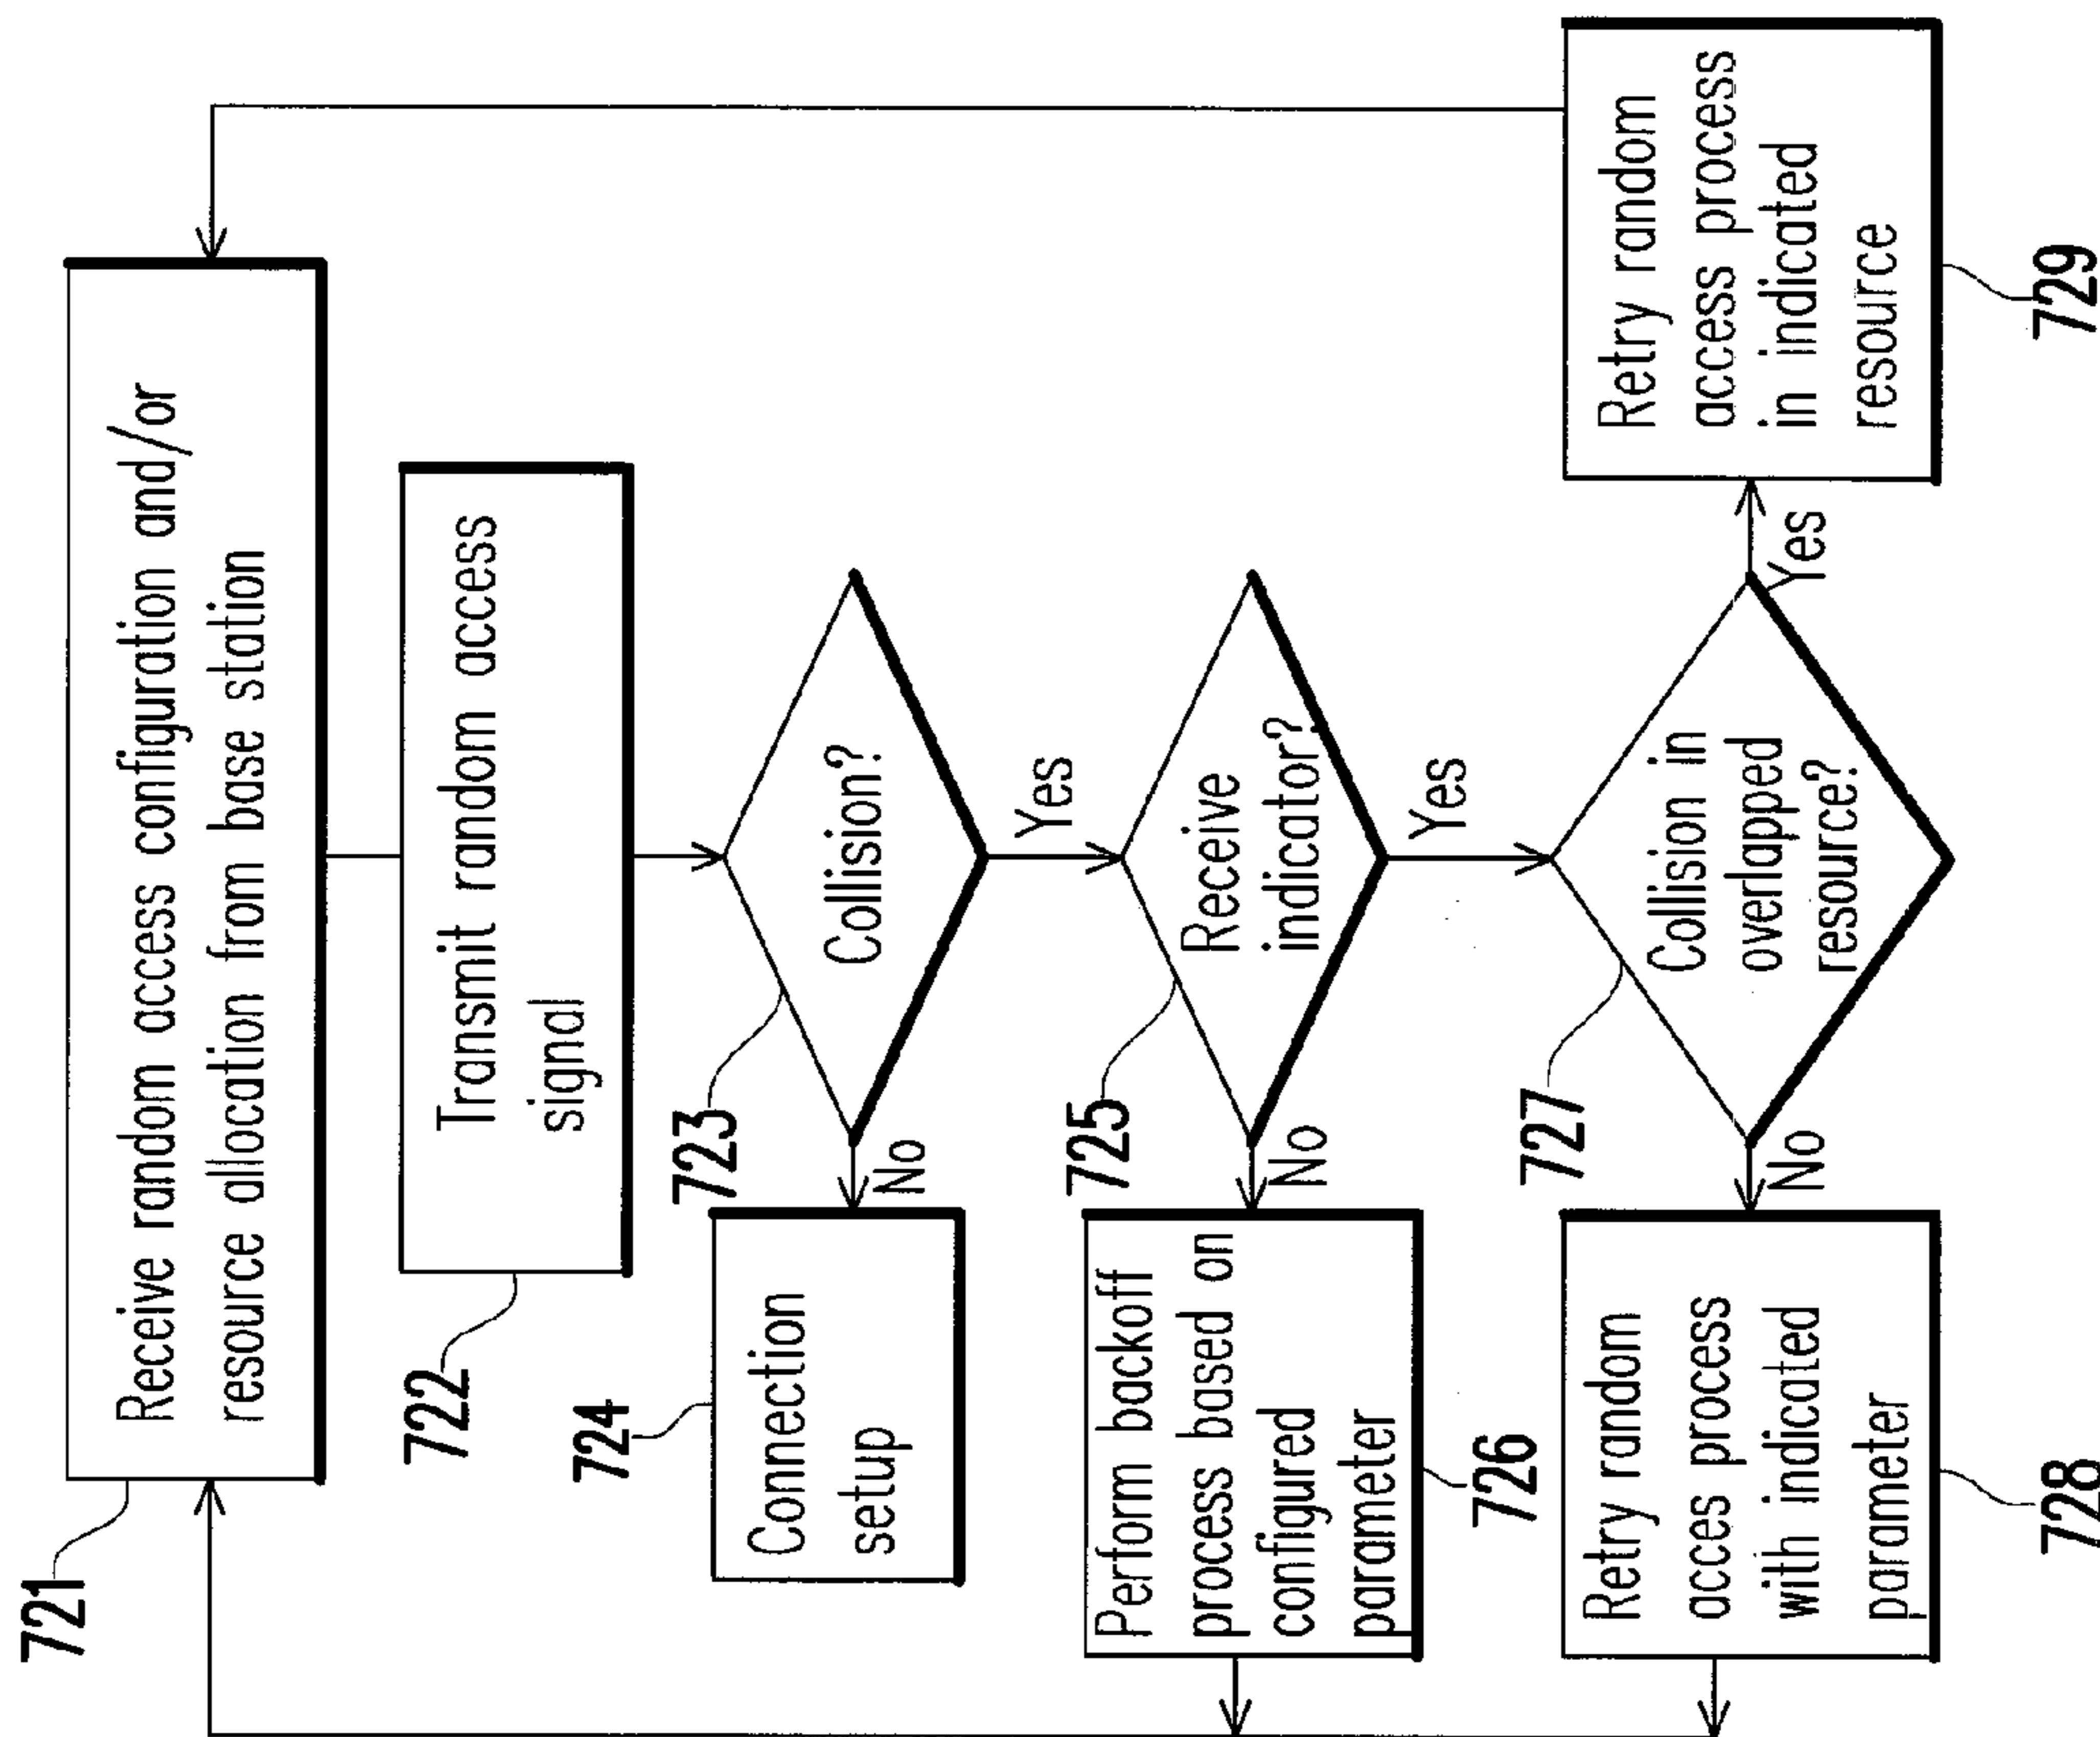 721
Receive random access configuration and/or
resource allocation from base station
722
Transmit random access
signal
723
Collision?
No
Yes
724
Connection
setup
725
Receive
indicator?
No
Yes
726
Perform backoff
process based on
configured
parameter
727
Collision in
overlapped
resource?
No
Yes
728
Retry random
acces process
with indicated
parameter
729
Retry random
access process
in indicated
resource